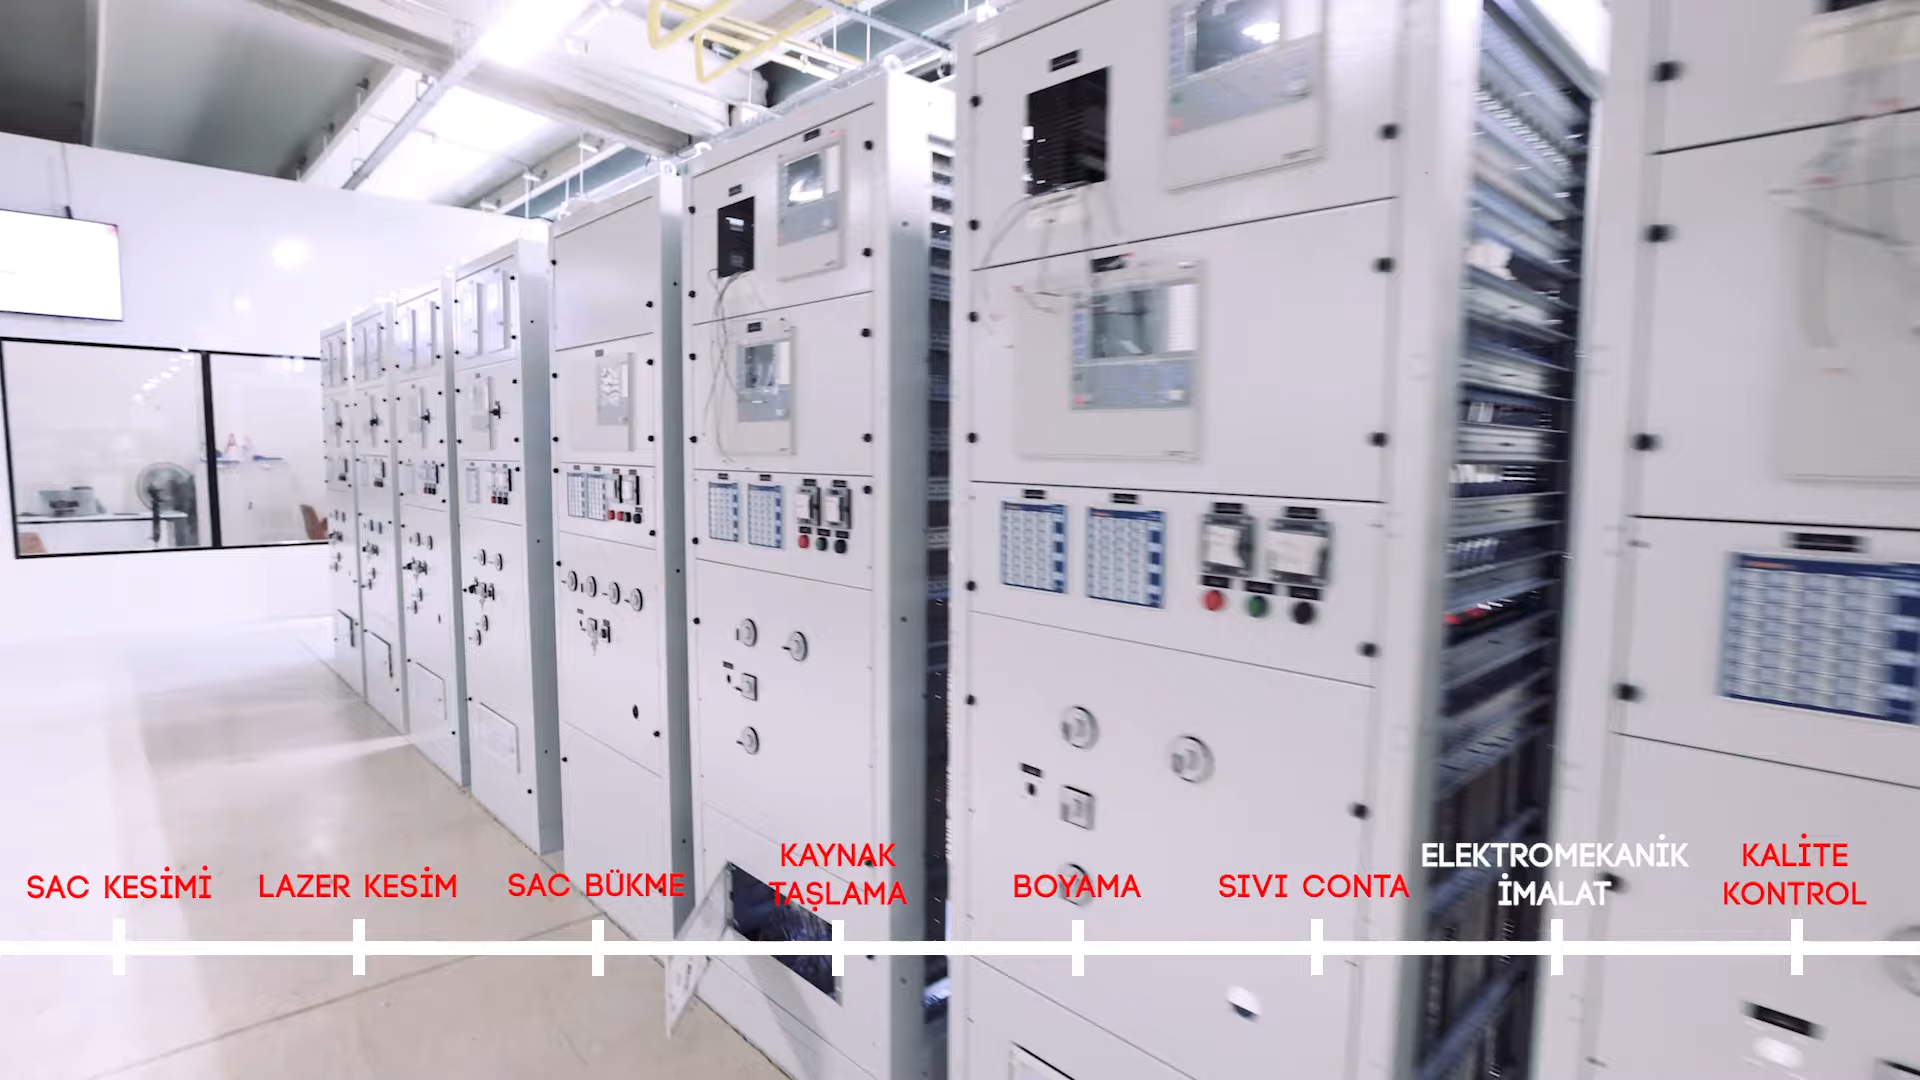 SAC KESİMİ
LAZER KESİM
SAC BÜKME
KAYNAK
TAŞLAMA
BOYAMA
SIVI CONTA
ELEKTROMEKANİK
İMALAT
KALİTE
KONTROL